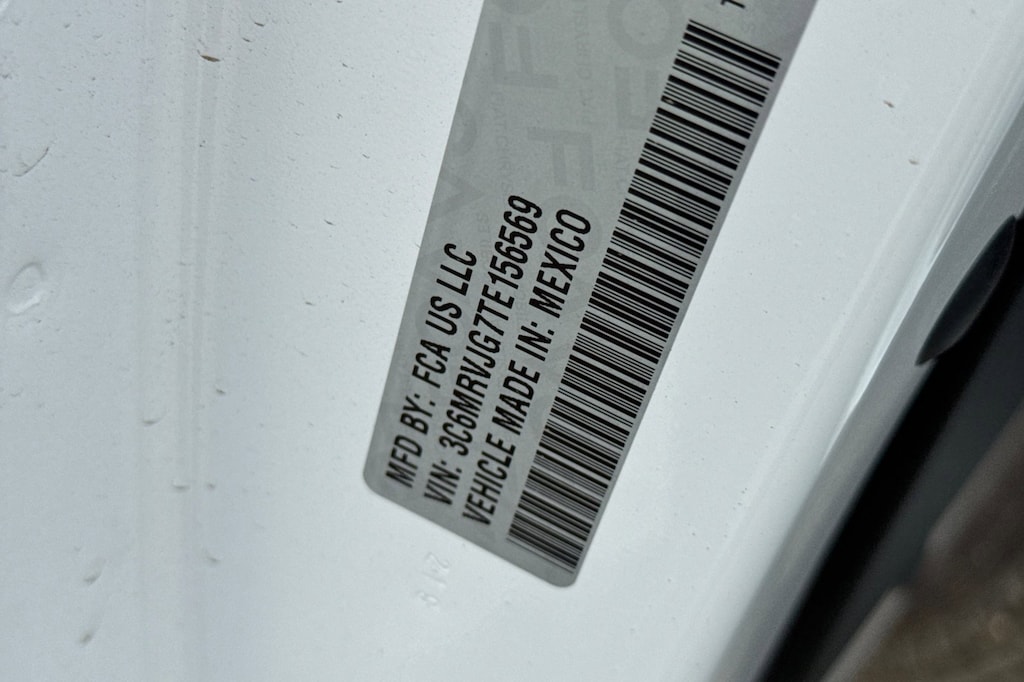 MFD BY: FCA US LLC
VIN: 3C6MRVJG7TE156569
VEHICLE MADE IN: MEXICO